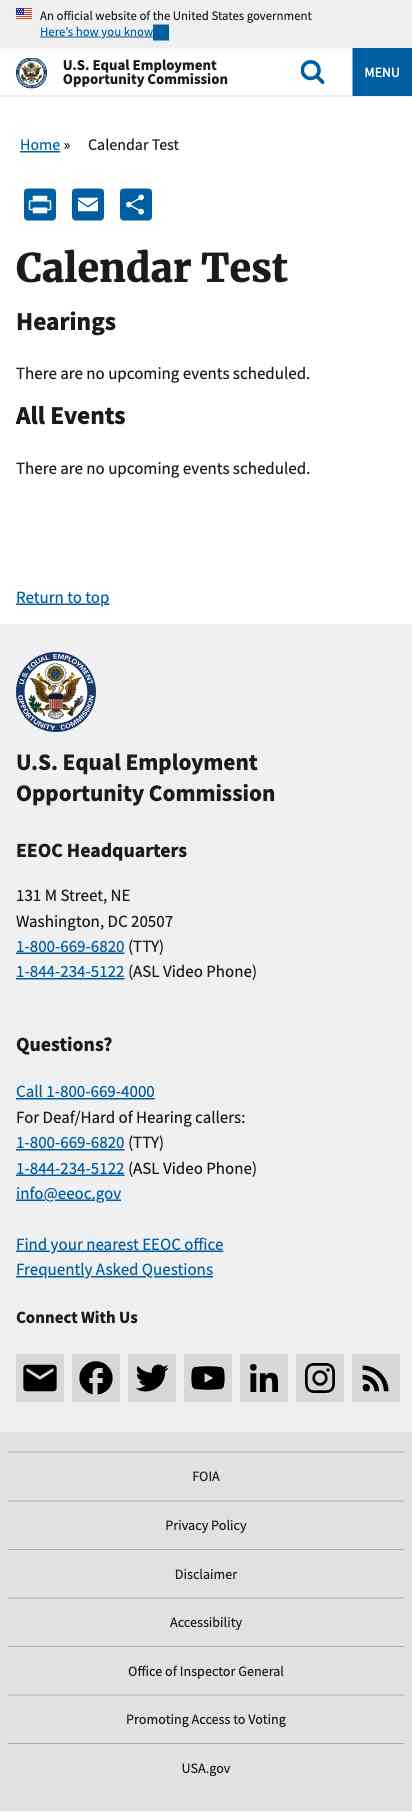 An official website of the United States government
Here's how you know
U.S. Equal Employment
Opportunity Commission
MENU
Home » Calendar Test
Calendar Test
Hearings
There are no upcoming events scheduled.
All Events
There are no upcoming events scheduled.
Return to top
U.S. EQUAL EMPLOYMENT OPPORTUNITY COMMISSION
U.S. Equal Employment
Opportunity Commission
EEOC Headquarters
131 M Street, NE
Washington, DC 20507
1-800-669-6820 (TTY)
1-844-234-5122 (ASL Video Phone)
Questions?
Call 1-800-669-4000
For Deaf/Hard of Hearing callers:
1-800-669-6820 (TTY)
1-844-234-5122 (ASL Video Phone)
info@eeoc.gov
Find your nearest EEOC office
Frequently Asked Questions
Connect With Us
FOIA
Privacy Policy
Disclaimer
Accessibility
Office of Inspector General
Promoting Access to Voting
USA.gov